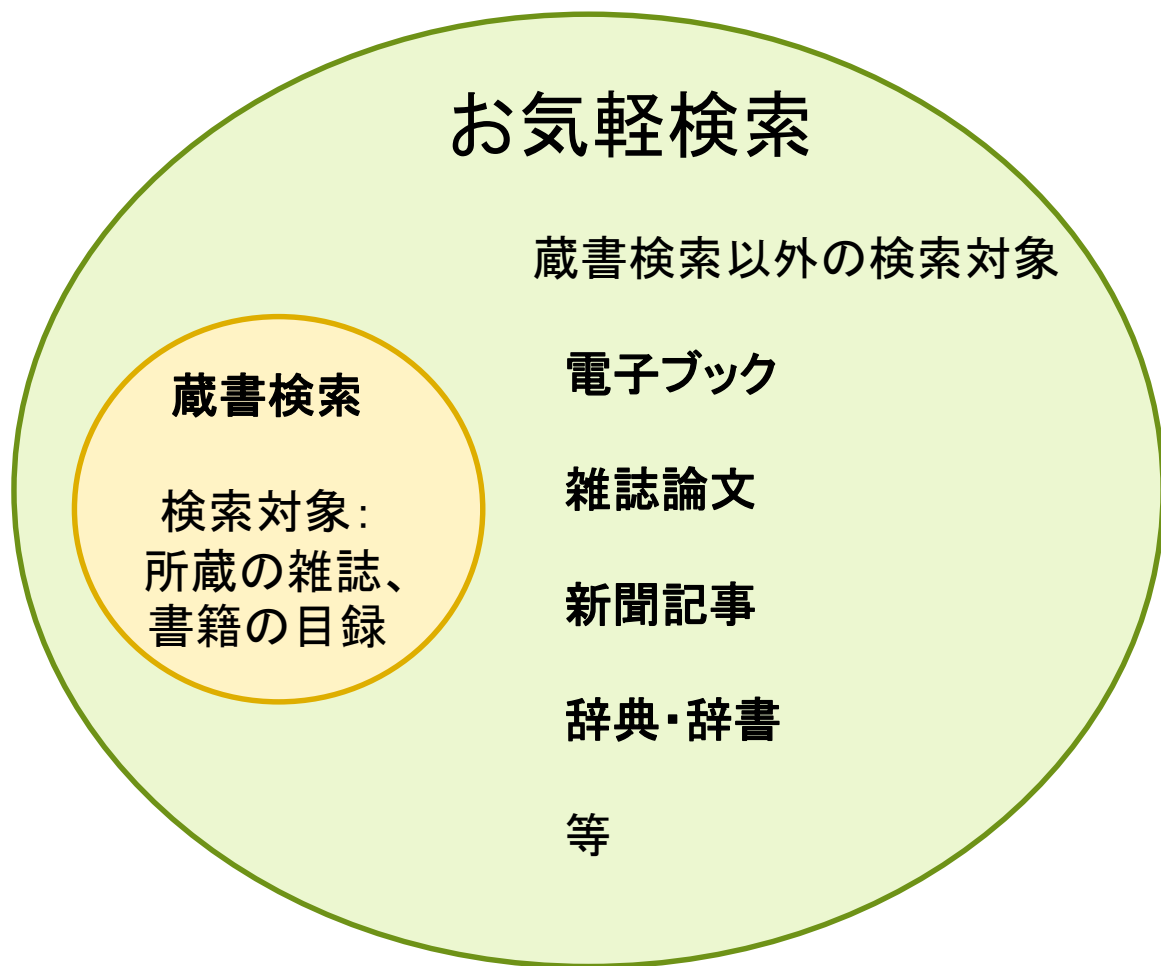 お気軽検索
蔵書検索以外の検索対象
電子ブック
雑誌論文
新聞記事
辞典・辞書
等
蔵書検索
検索対象：
所蔵の雑誌、
書籍の目録